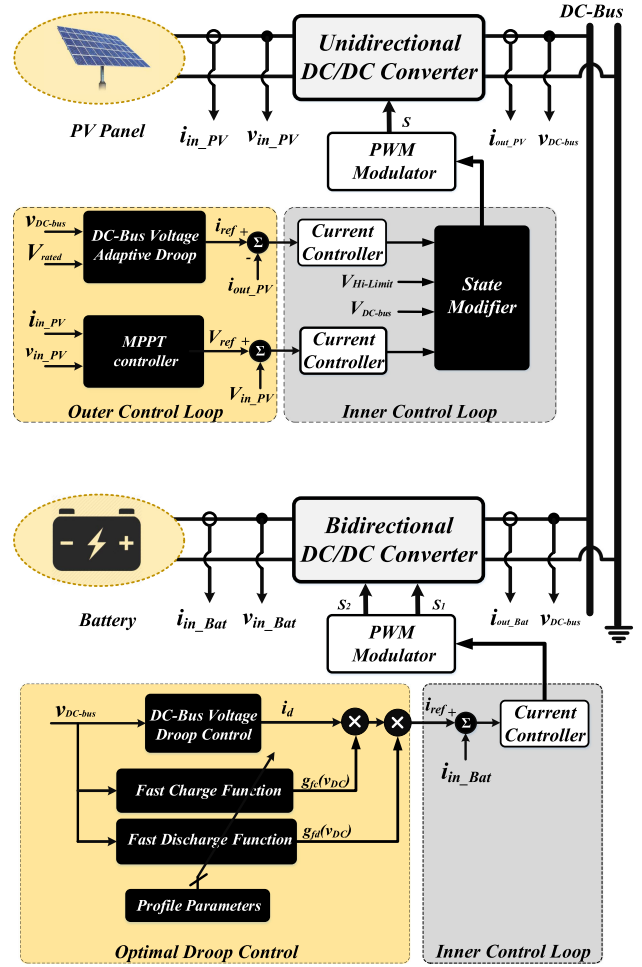 DC-Bus
Unidirectional
DC/DC Converter
PV Panel
i_in_PV
v_in_PV
S
i_out_PV
v_DC-bus
PWM
Modulator
v_DC-bus
V_rated
DC-Bus Voltage
Adaptive Droop
i_ref
+
Σ
-
i_out_PV
Current
Controller
V_Hi-Limit
V_DC-bus
State
Modifier
i_in_PV
v_in_PV
MPPT
controller
V_ref
+
Σ
V_in_PV
Current
Controller
Outer Control Loop
Inner Control Loop
Bidirectional
DC/DC Converter
Battery
i_in_Bat
v_in_Bat
S2
S1
i_out_Bat
v_DC-bus
PWM
Modulator
v_DC-bus
DC-Bus Voltage
Droop Control
i_d
i_ref
+
Σ
i_in_Bat
Current
Controller
Fast Charge Function
g_fc(v_DC)
Fast Discharge Function
g_fd(v_DC)
Profile Parameters
Optimal Droop Control
Inner Control Loop